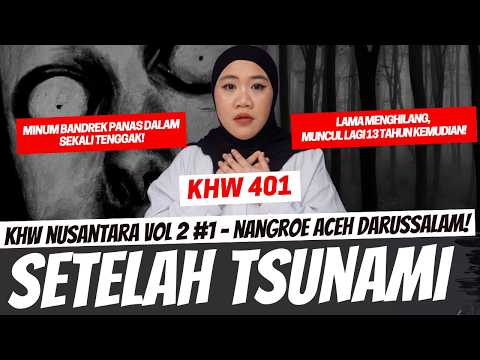 MINUM BANDREK PANAS DALAM
SEKALI TENGGAK!
LAMA MENGHILANG,
MUNCUL LAGI 13 TAHUN KEMUDIAN!
KHW 401
KHW NUSANTARA VOL 2 #1 - NANGROE ACEH DARUSSALAM!
SETELAH TSUNAMI